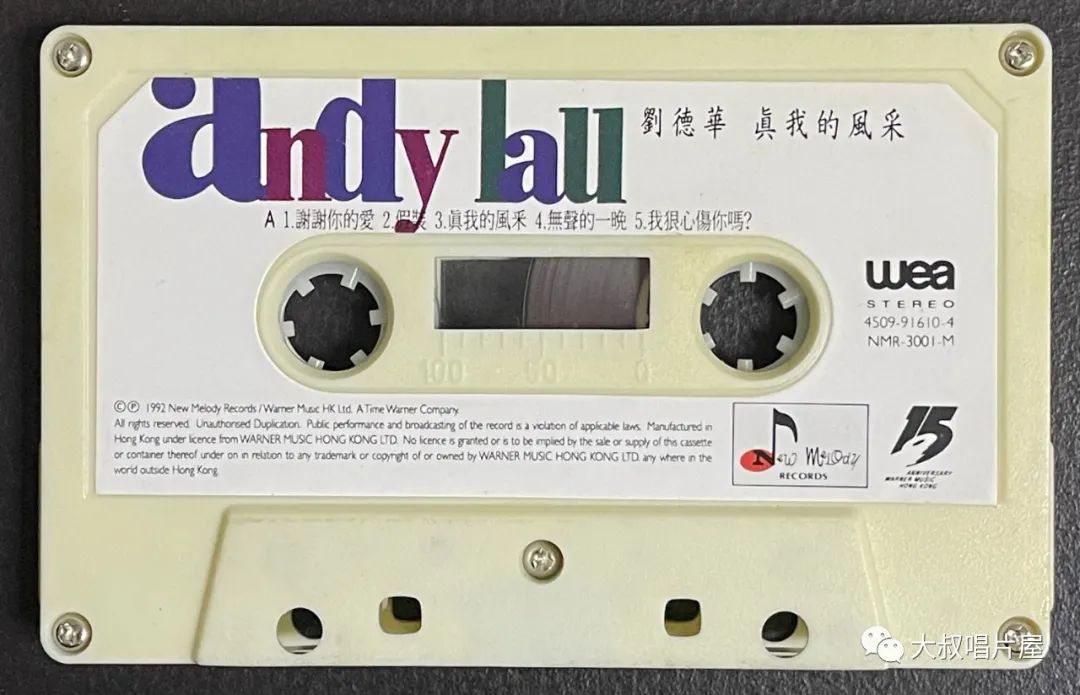 andy lau
劉德華 眞我的風采
A 1.謝謝你的愛 2.假裝 3.眞我的風采 4.無聲的一晚 5.我狠心傷你嗎?
wea
STEREO
4509-91610-4
NMR-3001-M
100 50 0
©℗ 1992 New Melody Records / Warner Music HK Ltd. A Time Warner Company.
All rights reserved. Unauthorised Duplication. Public performance and broadcasting of the record is a violation of applicable laws. Manufactured in
Hong Kong under licence from WARNER MUSIC HONG KONG LTD. No licence is granted or is to be implied by the sale or supply of this cassette
or container thereof under on in relation to any trademark or copyright of or owned by WARNER MUSIC HONG KONG LTD. any where in the
world outside Hong Kong.
New Melody
RECORDS
15
ANNIVERSARY
WARNER MUSIC
HONG KONG
大叔唱片屋